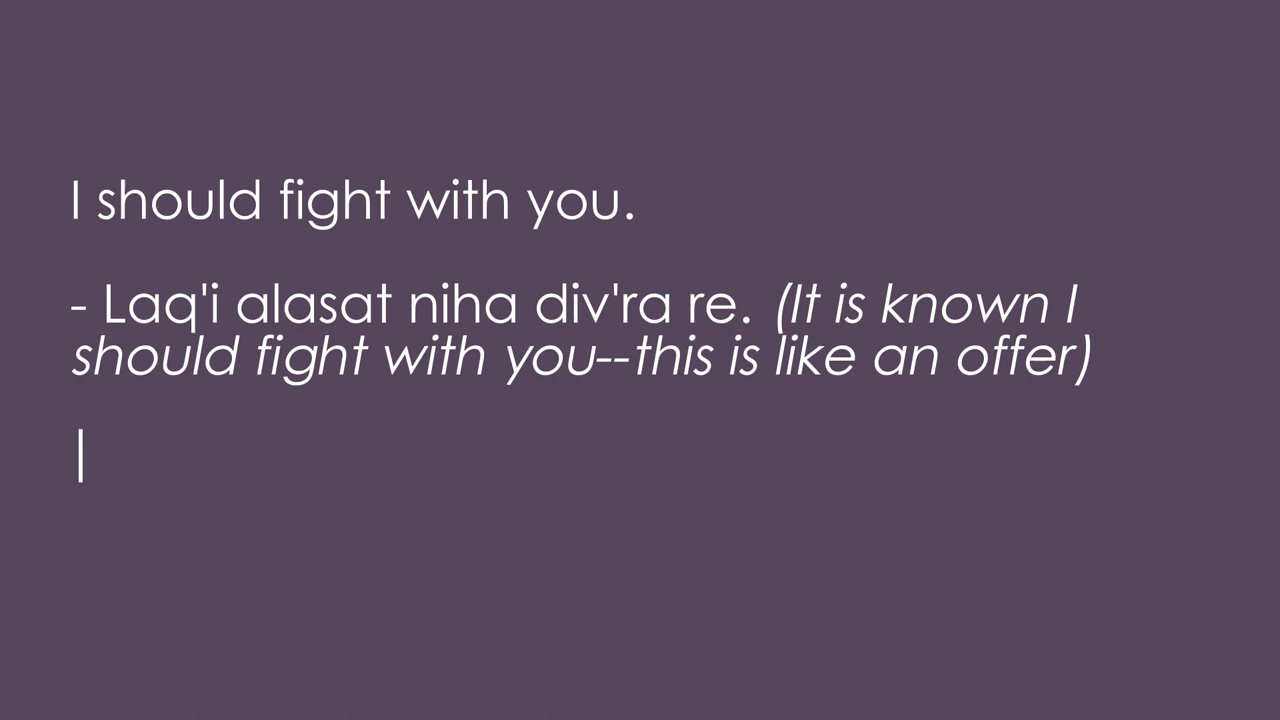 I should fight with you.
- Laq'i alasat niha div'ra re. (It is known I
should fight with you--this is like an offer)
|